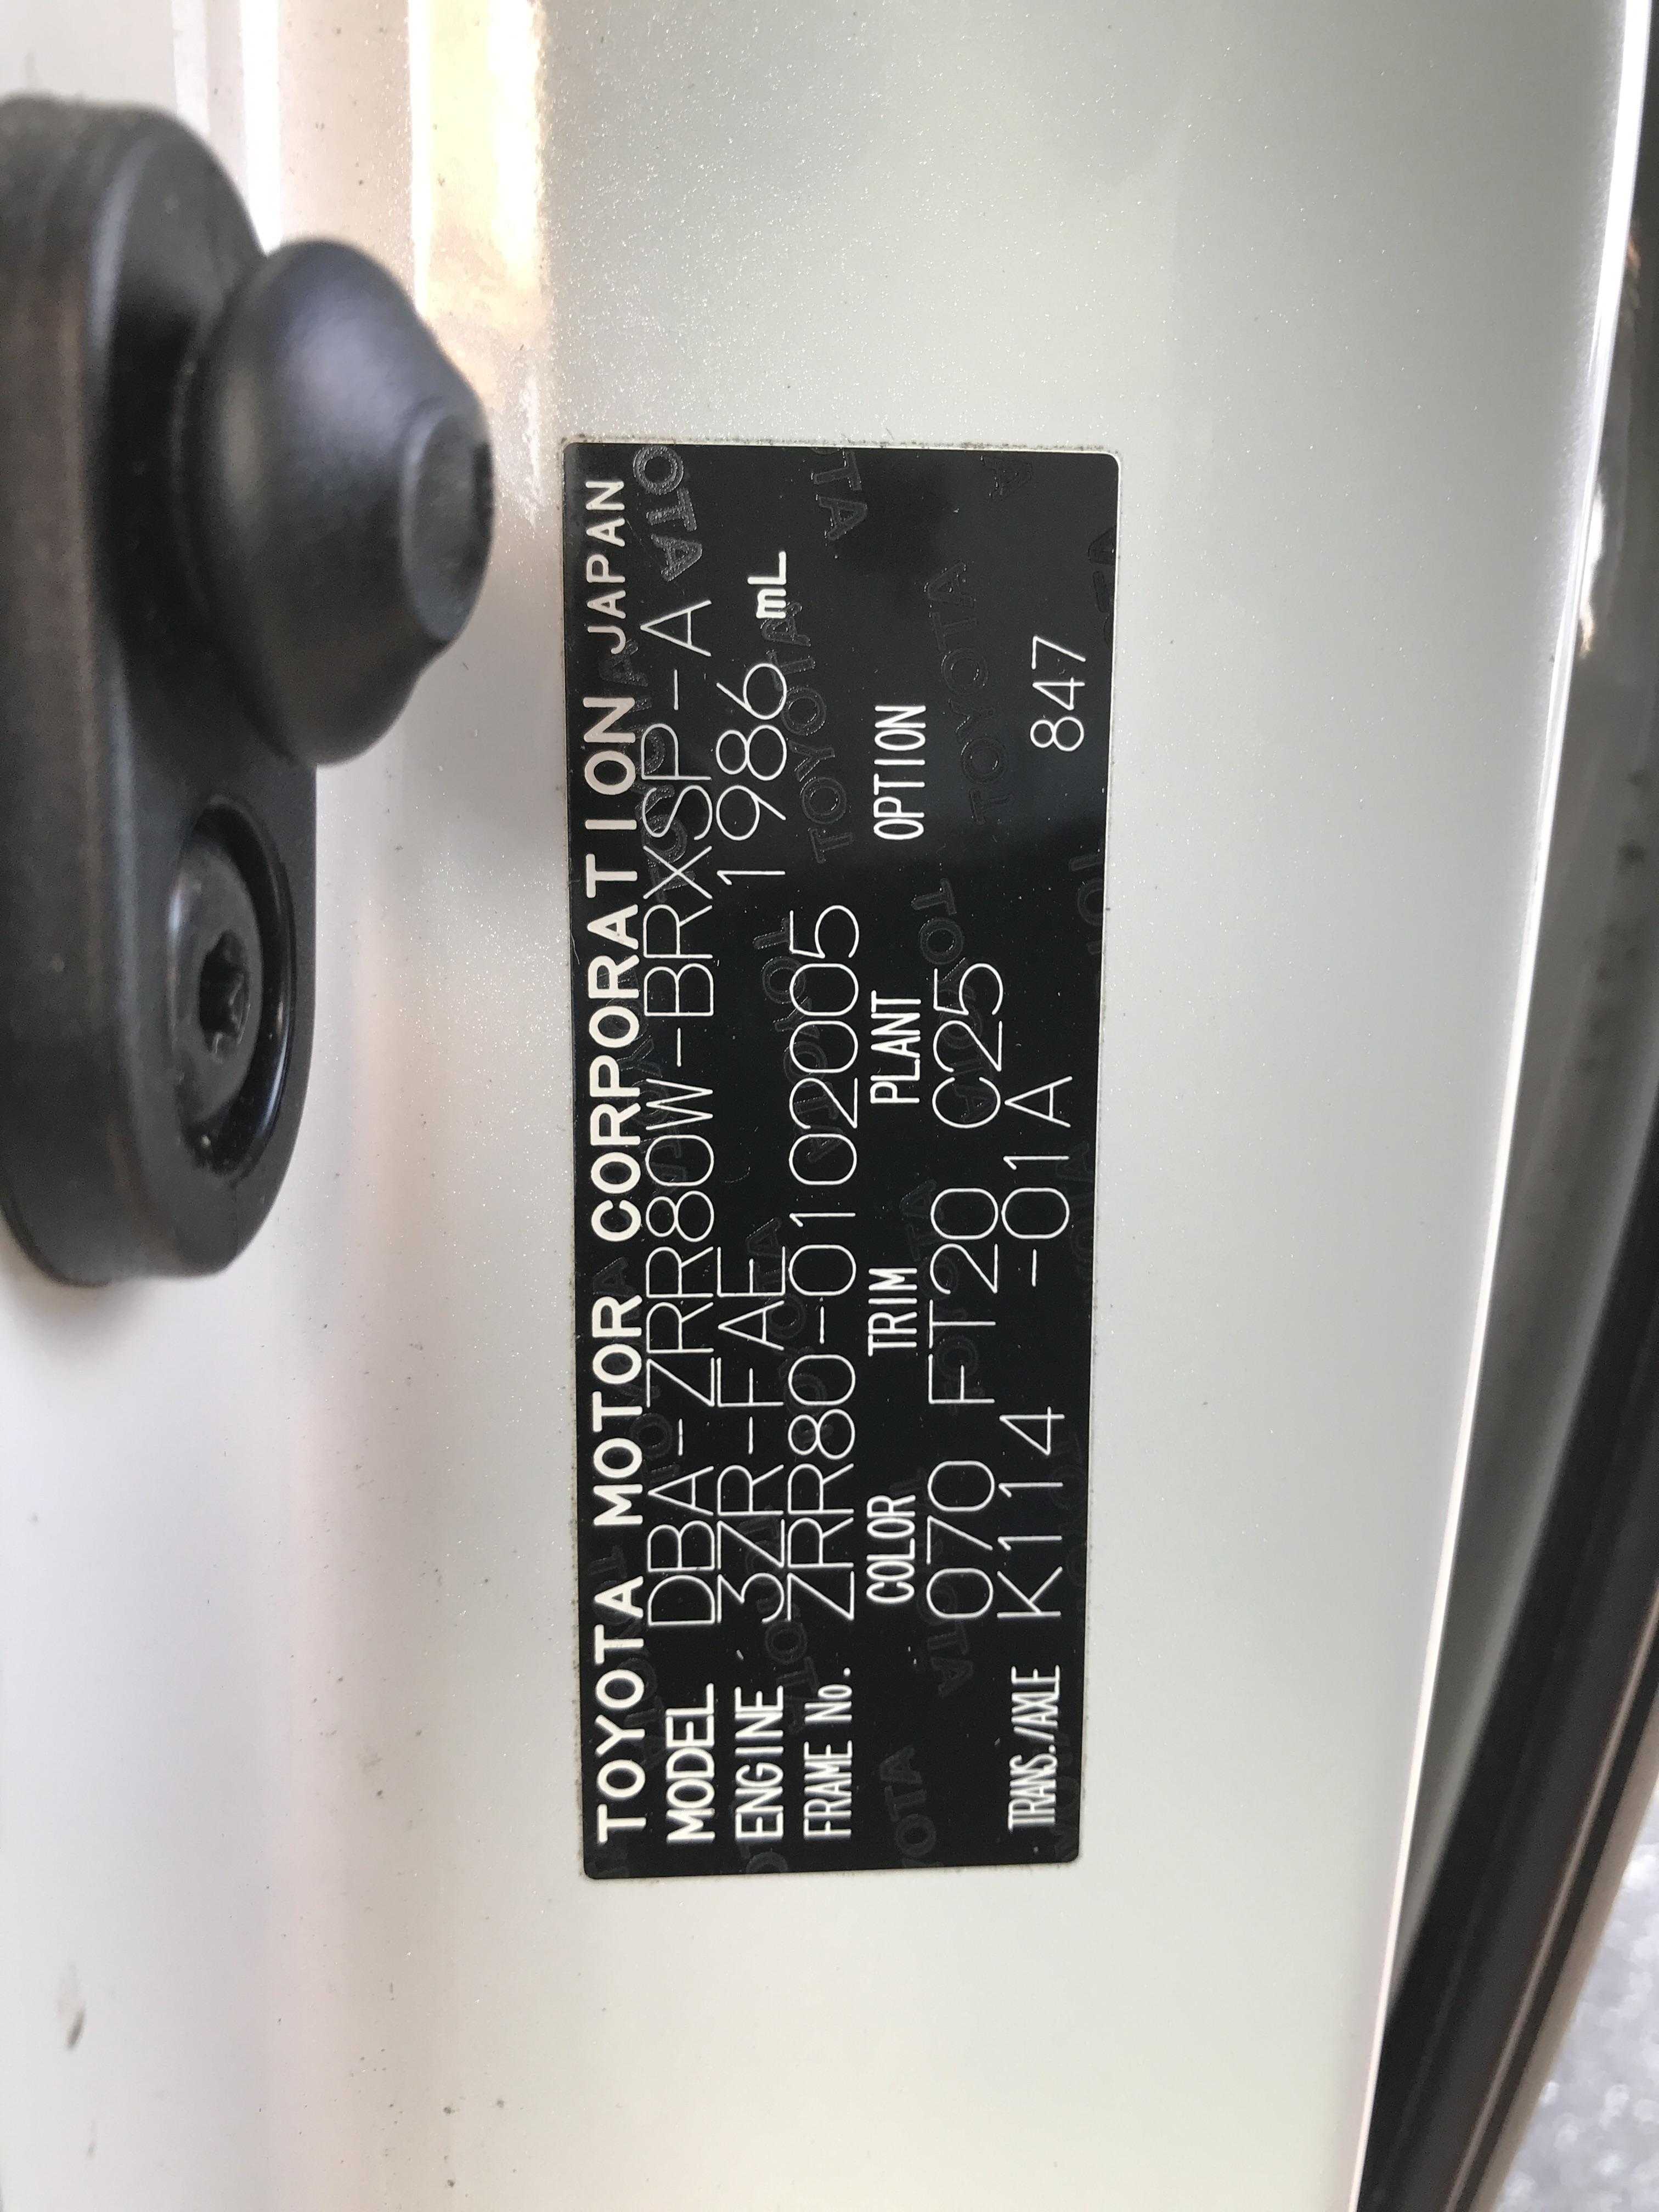 TOYOTA MOTOR CORPORATION JAPAN
MODEL DBA-ZRR80W-BRXSP-A
ENGINE 3ZR-FAE 1986 mL
FRAME No. ZRR80-0102005
COLOR TRIM PLANT OPTION
070 FT20 C25
TRANS./AXLE K114 -01A 847